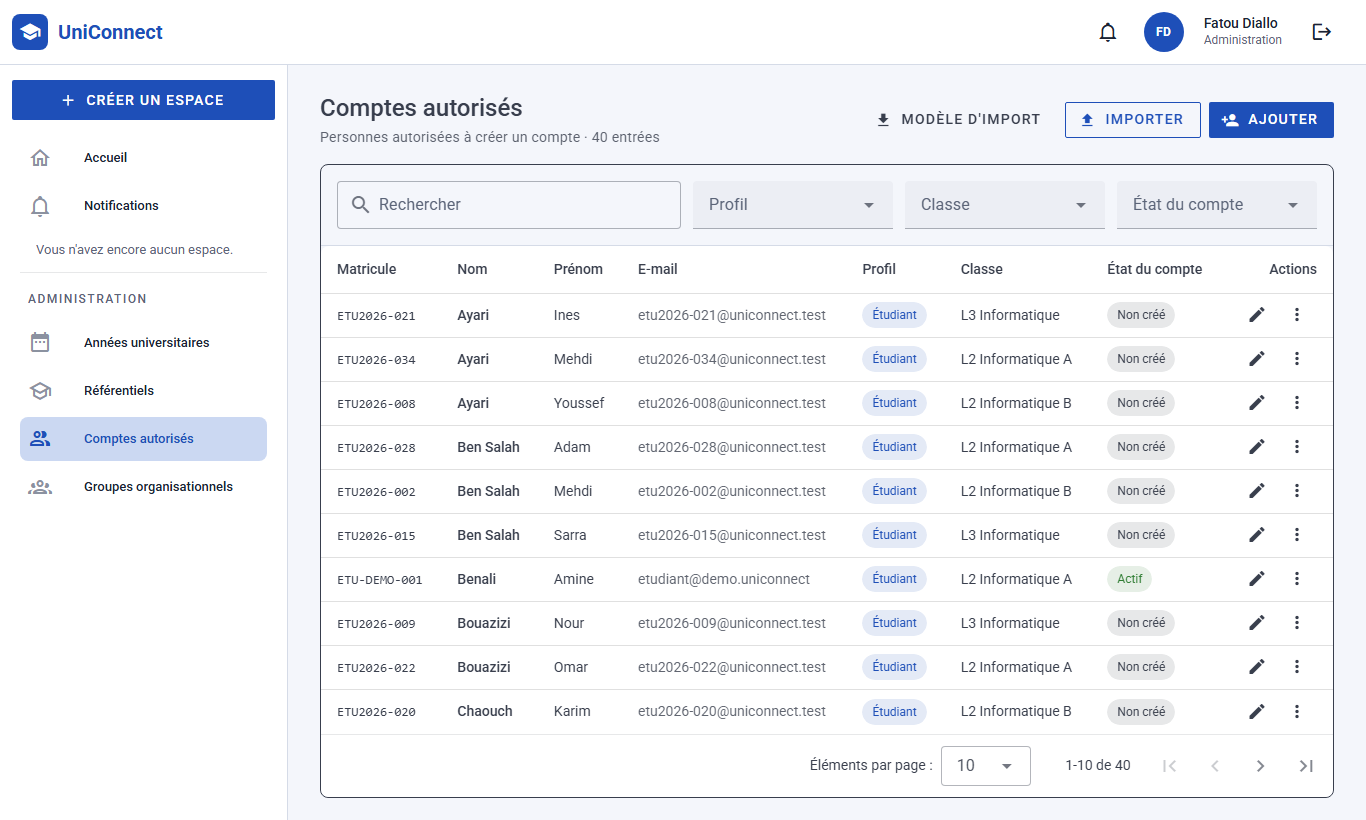 UniConnect
FD
Fatou Diallo
Administration
CRÉER UN ESPACE
Accueil
Notifications
Vous n'avez encore aucun espace.
ADMINISTRATION
Années universitaires
Référentiels
Comptes autorisés
Groupes organisationnels
Comptes autorisés
Personnes autorisées à créer un compte · 40 entrées
MODÈLE D'IMPORT
IMPORTER
AJOUTER
Rechercher
Profil
Classe
État du compte
Matricule Nom Prénom E-mail Profil Classe État du compte Actions
ETU2026-021 Ayari Ines etu2026-021@uniconnect.test Étudiant L3 Informatique Non créé
ETU2026-034 Ayari Mehdi etu2026-034@uniconnect.test Étudiant L2 Informatique A Non créé
ETU2026-008 Ayari Youssef etu2026-008@uniconnect.test Étudiant L2 Informatique B Non créé
ETU2026-028 Ben Salah Adam etu2026-028@uniconnect.test Étudiant L2 Informatique A Non créé
ETU2026-002 Ben Salah Mehdi etu2026-002@uniconnect.test Étudiant L2 Informatique B Non créé
ETU2026-015 Ben Salah Sarra etu2026-015@uniconnect.test Étudiant L3 Informatique Non créé
ETU-DEMO-001 Benali Amine etudiant@demo.uniconnect Étudiant L2 Informatique A Actif
ETU2026-009 Bouazizi Nour etu2026-009@uniconnect.test Étudiant L3 Informatique Non créé
ETU2026-022 Bouazizi Omar etu2026-022@uniconnect.test Étudiant L2 Informatique A Non créé
ETU2026-020 Chaouch Karim etu2026-020@uniconnect.test Étudiant L2 Informatique B Non créé
Éléments par page : 10 1-10 de 40